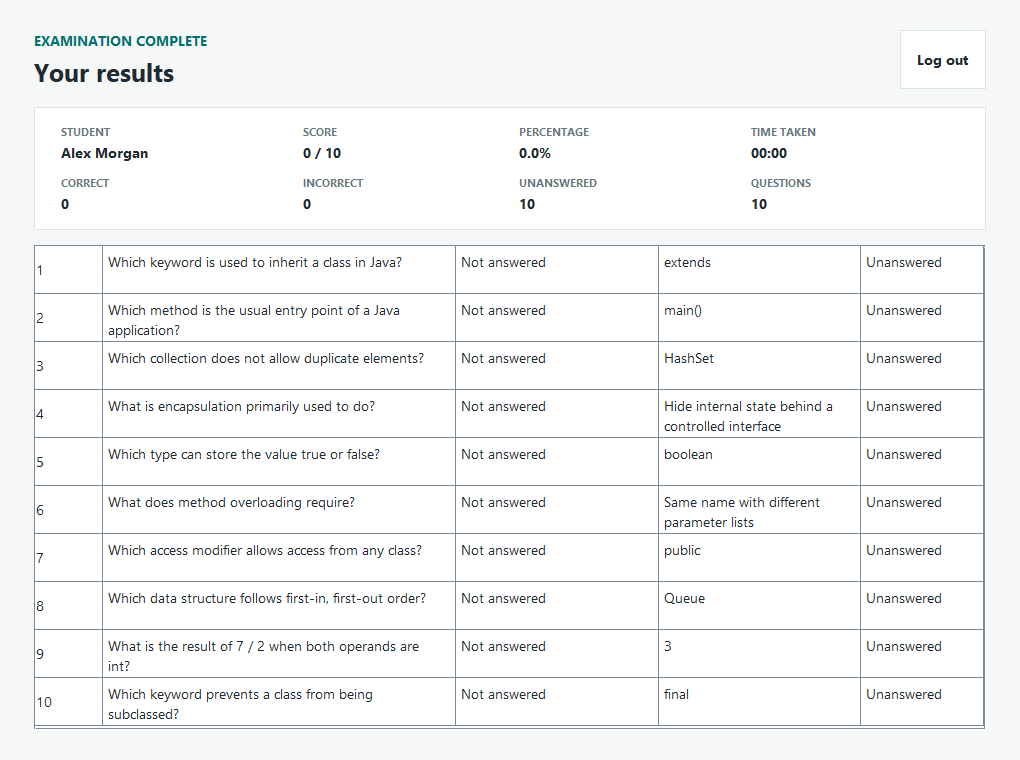 EXAMINATION COMPLETE
Your results
Log out
STUDENT SCORE PERCENTAGE TIME TAKEN
Alex Morgan 0 / 10 0.0% 00:00
CORRECT INCORRECT UNANSWERED QUESTIONS
0 0 10 10
1 Which keyword is used to inherit a class in Java? Not answered extends Unanswered
2 Which method is the usual entry point of a Java Not answered main() Unanswered
application?
3 Which collection does not allow duplicate elements? Not answered HashSet Unanswered
4 What is encapsulation primarily used to do? Not answered Hide internal state behind a Unanswered
controlled interface
5 Which type can store the value true or false? Not answered boolean Unanswered
6 What does method overloading require? Not answered Same name with different Unanswered
parameter lists
7 Which access modifier allows access from any class? Not answered public Unanswered
8 Which data structure follows first-in, first-out order? Not answered Queue Unanswered
9 What is the result of 7 / 2 when both operands are Not answered 3 Unanswered
int?
10 Which keyword prevents a class from being Not answered final Unanswered
subclassed?